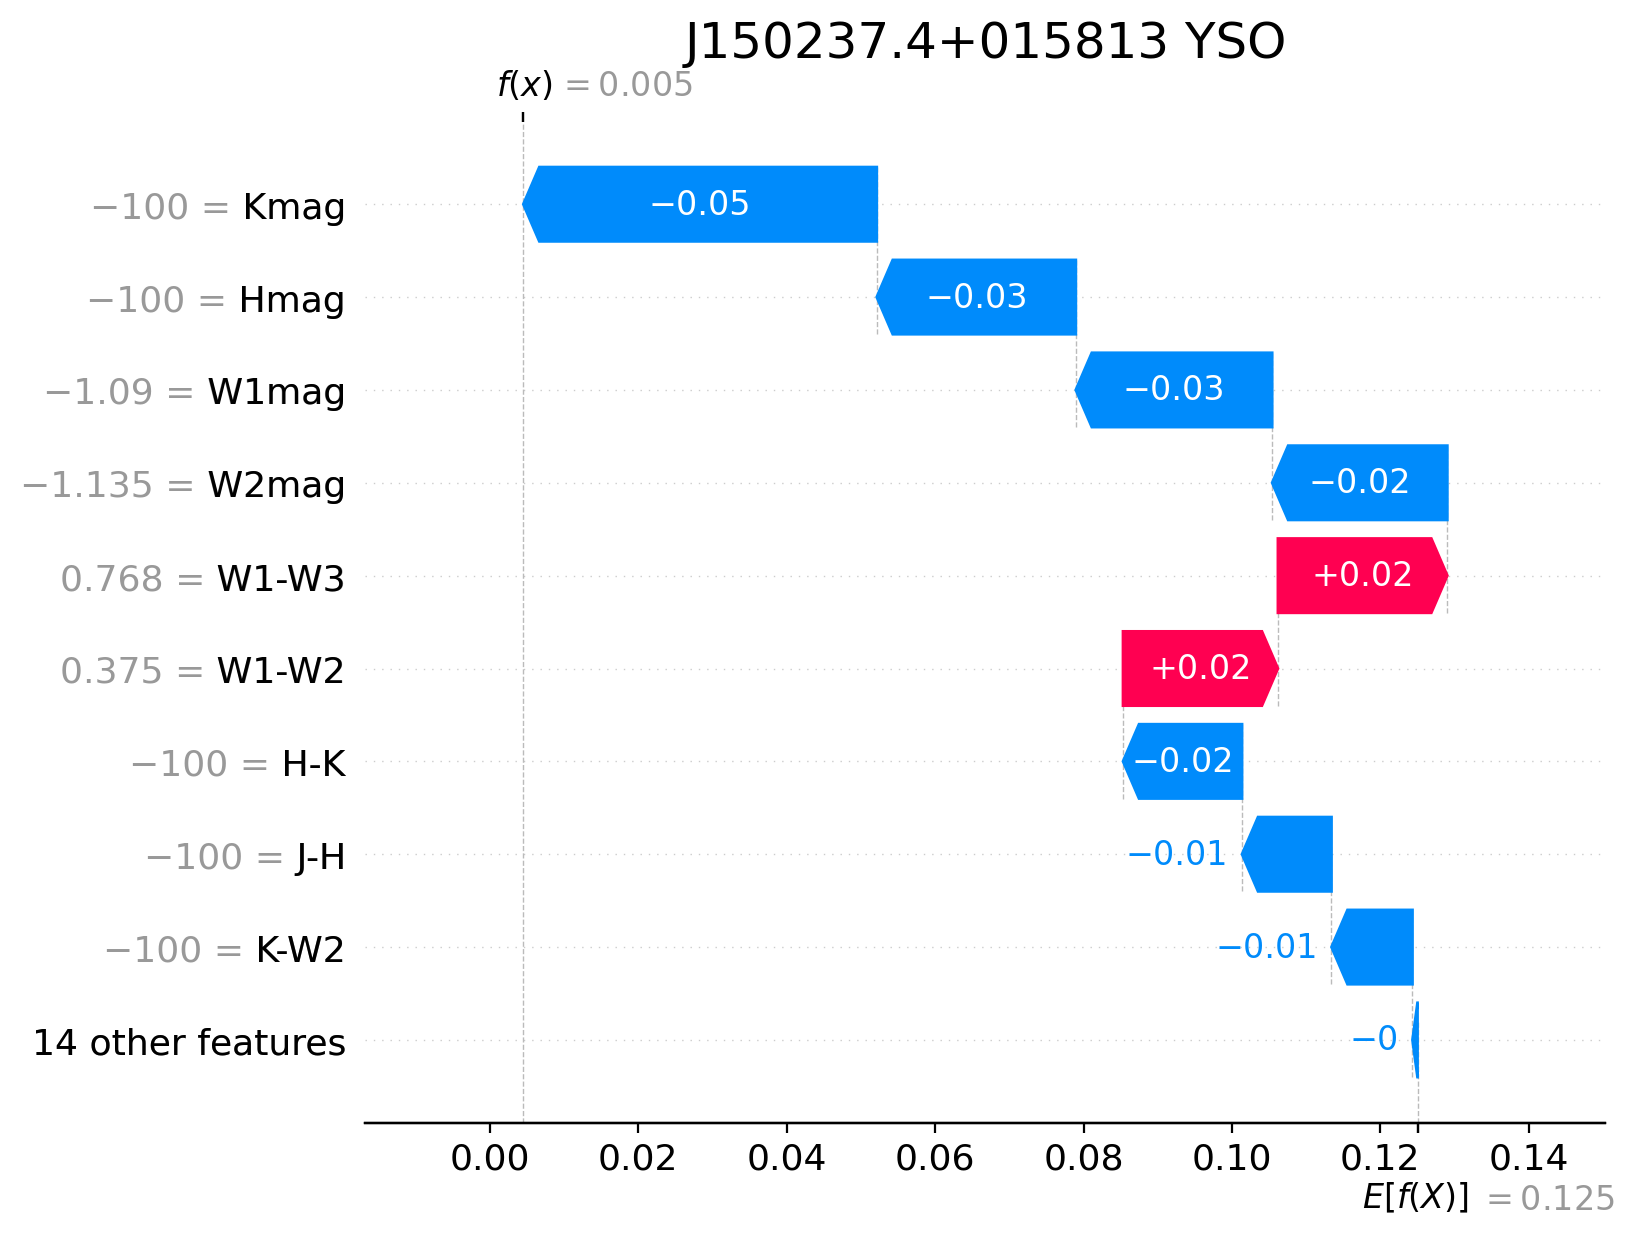 J150237.4+015813 YSO
f(x) = 0.005
−100 = Kmag −0.05
−100 = Hmag −0.03
−1.09 = W1mag −0.03
−1.135 = W2mag −0.02
0.768 = W1-W3 +0.02
0.375 = W1-W2 +0.02
−100 = H-K −0.02
−100 = J-H −0.01
−100 = K-W2 −0.01
14 other features −0
0.00 0.02 0.04 0.06 0.08 0.10 0.12 0.14
E[f(X)] = 0.125